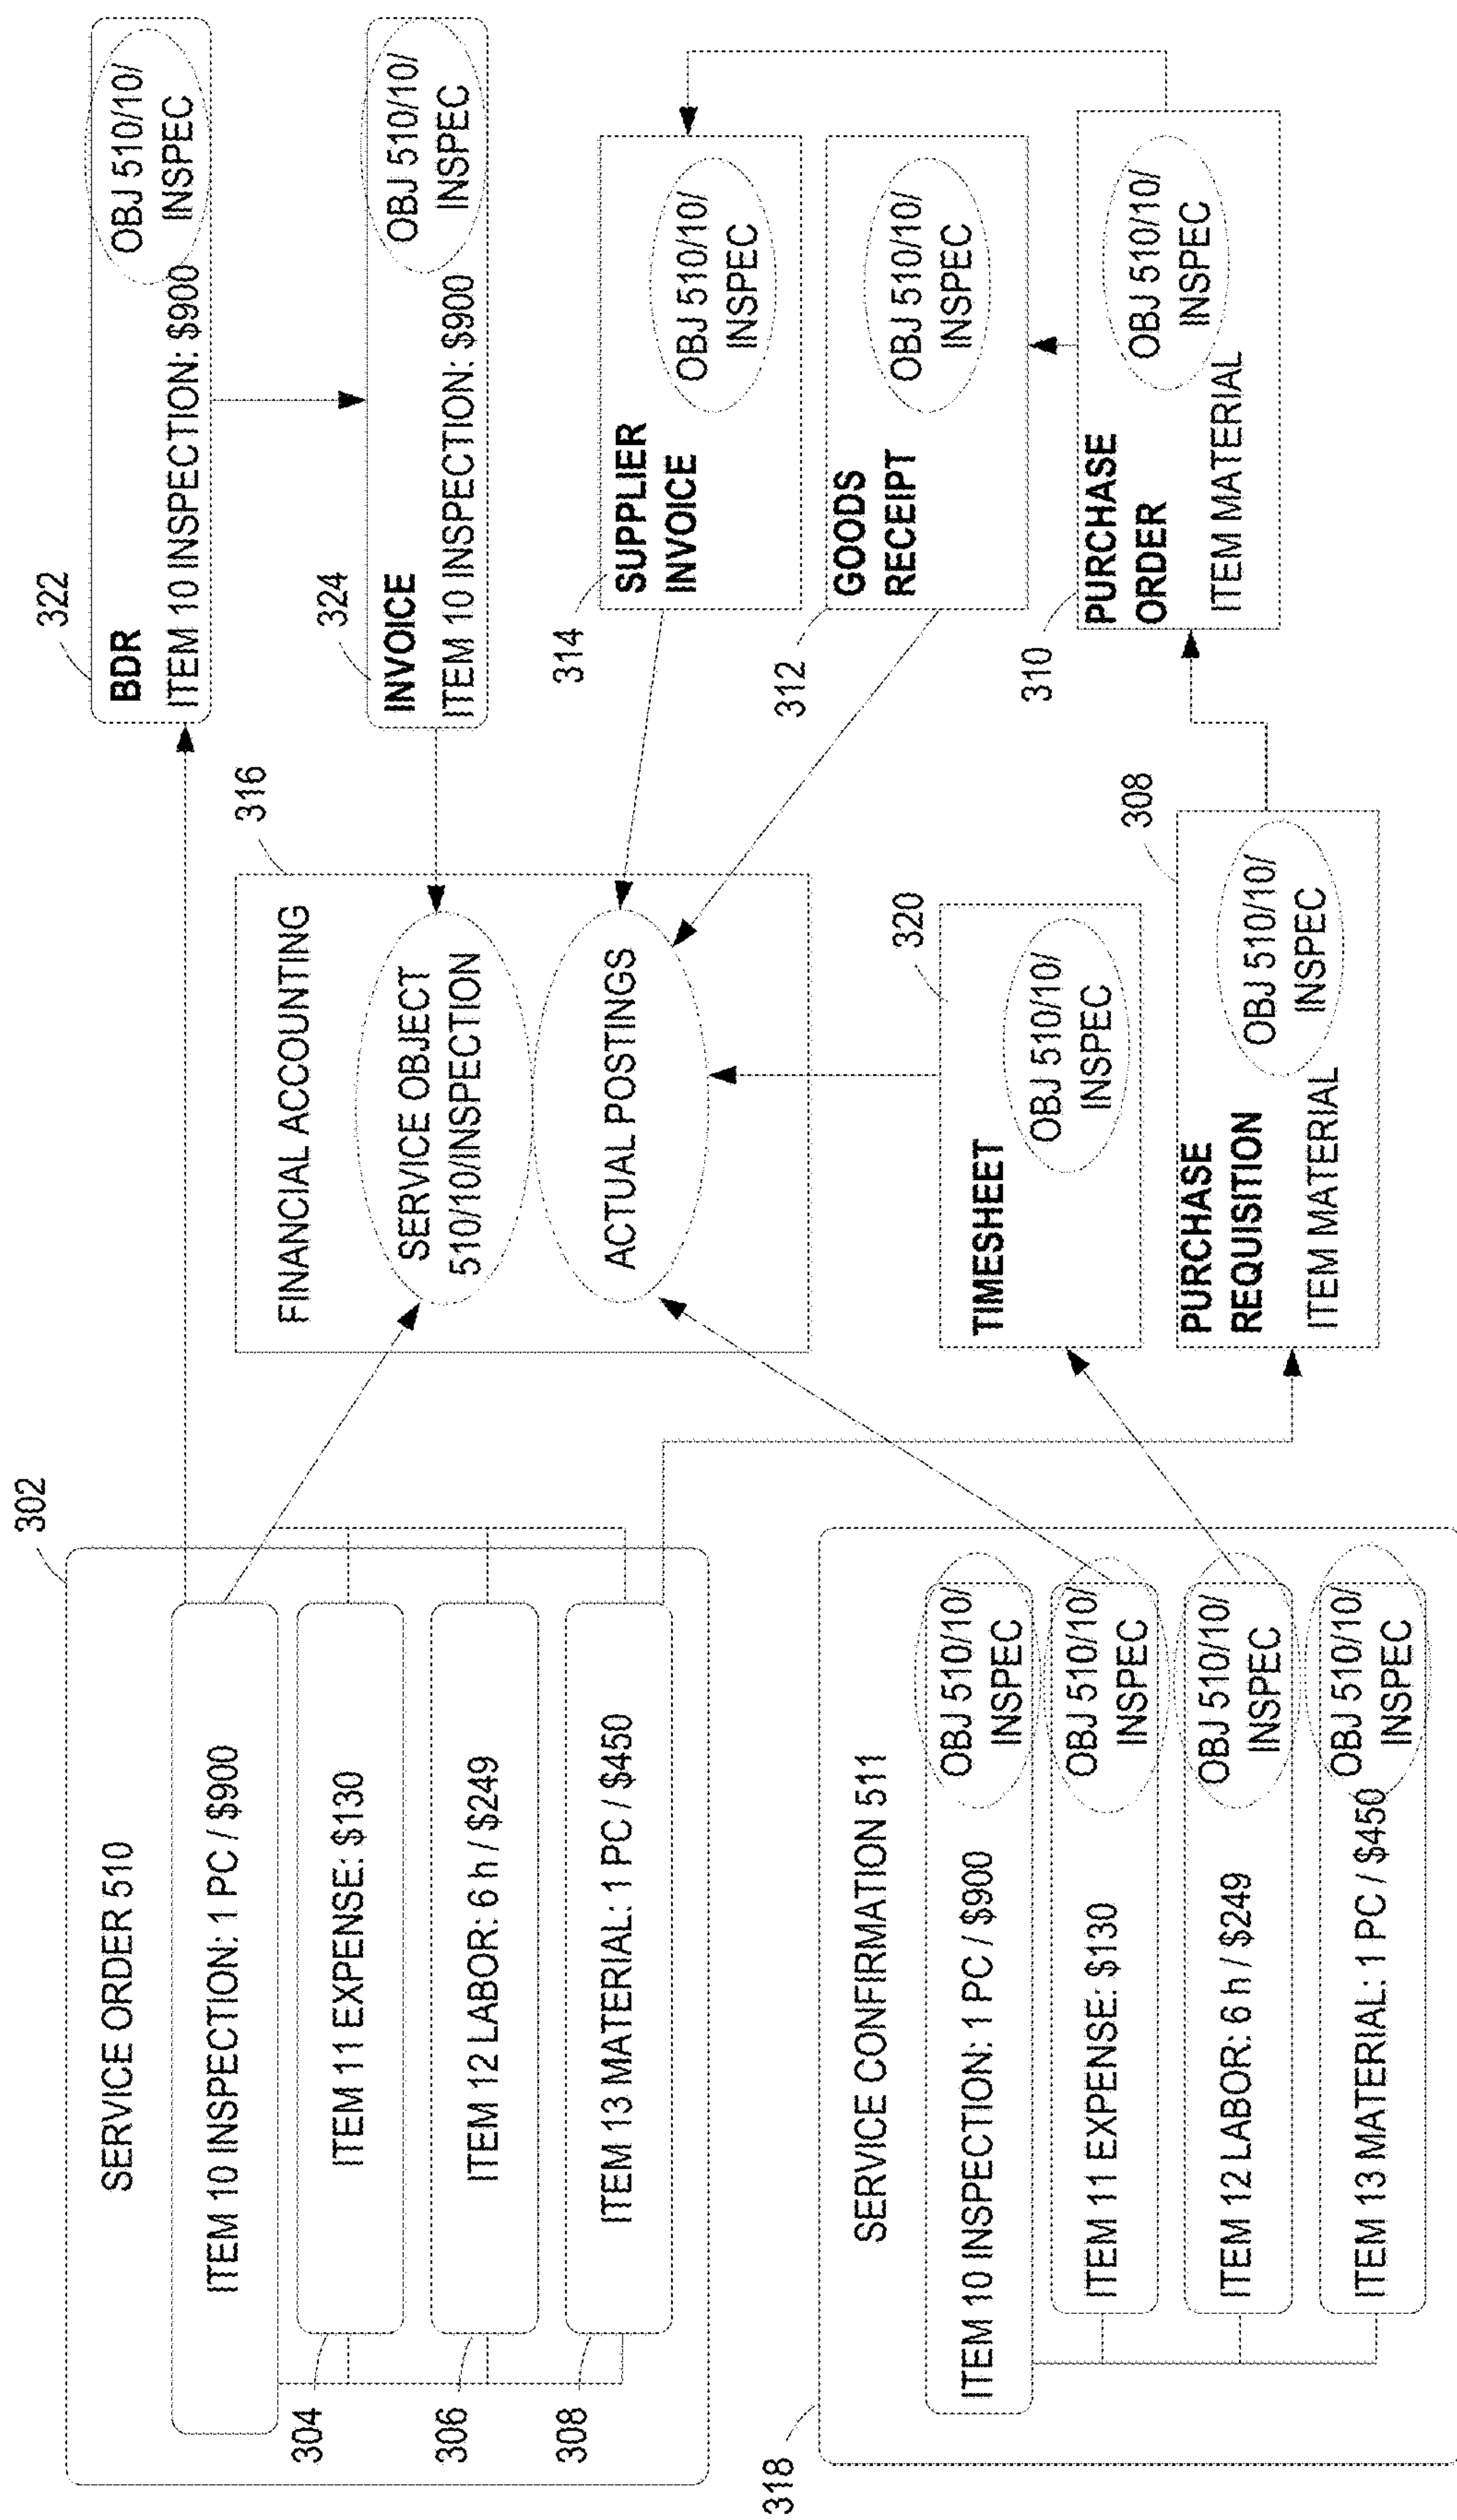 302
SERVICE ORDER 510
ITEM 10 INSPECTION: 1 PC / $900
304
ITEM 11 EXPENSE: $130
306
ITEM 12 LABOR: 6 h / $249
308
ITEM 13 MATERIAL: 1 PC / $450
318
SERVICE CONFIRMATION 511
ITEM 10 INSPECTION: 1 PC / $900
OBJ 510/10/
INSPEC
ITEM 11 EXPENSE: $130
OBJ 510/10/
INSPEC
ITEM 12 LABOR: 6 h / $249
OBJ 510/10/
INSPEC
ITEM 13 MATERIAL: 1 PC / $450
OBJ 510/10/
INSPEC
316
FINANCIAL ACCOUNTING
SERVICE OBJECT
510/10/INSPECTION
ACTUAL POSTINGS
320
TIMESHEET
OBJ 510/10/
INSPEC
308
PURCHASE
REQUISITION
OBJ 510/10/
INSPEC
ITEM MATERIAL
322
BDR
OBJ 510/10/
INSPEC
ITEM 10 INSPECTION: $900
324
INVOICE
OBJ 510/10/
INSPEC
ITEM 10 INSPECTION: $900
314
SUPPLIER
INVOICE
OBJ 510/10/
INSPEC
312
GOODS
RECEIPT
OBJ 510/10/
INSPEC
310
PURCHASE
ORDER
OBJ 510/10/
INSPEC
ITEM MATERIAL